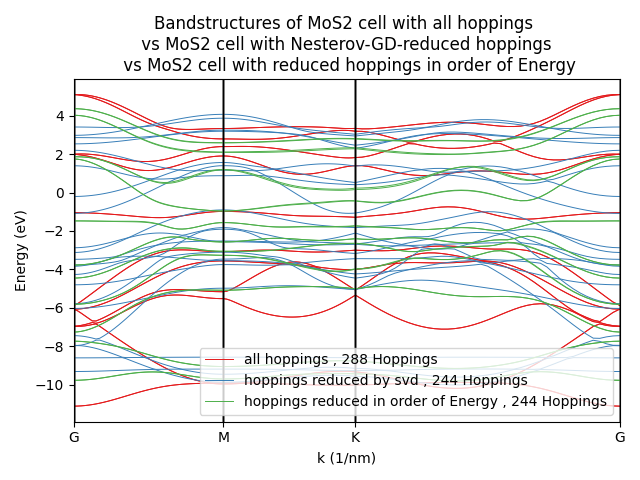 Bandstructures of MoS2 cell with all hoppings
vs MoS2 cell with Nesterov-GD-reduced hoppings
vs MoS2 cell with reduced hoppings in order of Energy
Energy (eV)
4
2
0
−2
−4
−6
−8
−10
all hoppings , 288 Hoppings
hoppings reduced by svd , 244 Hoppings
hoppings reduced in order of Energy , 244 Hoppings
G M K G
k (1/nm)